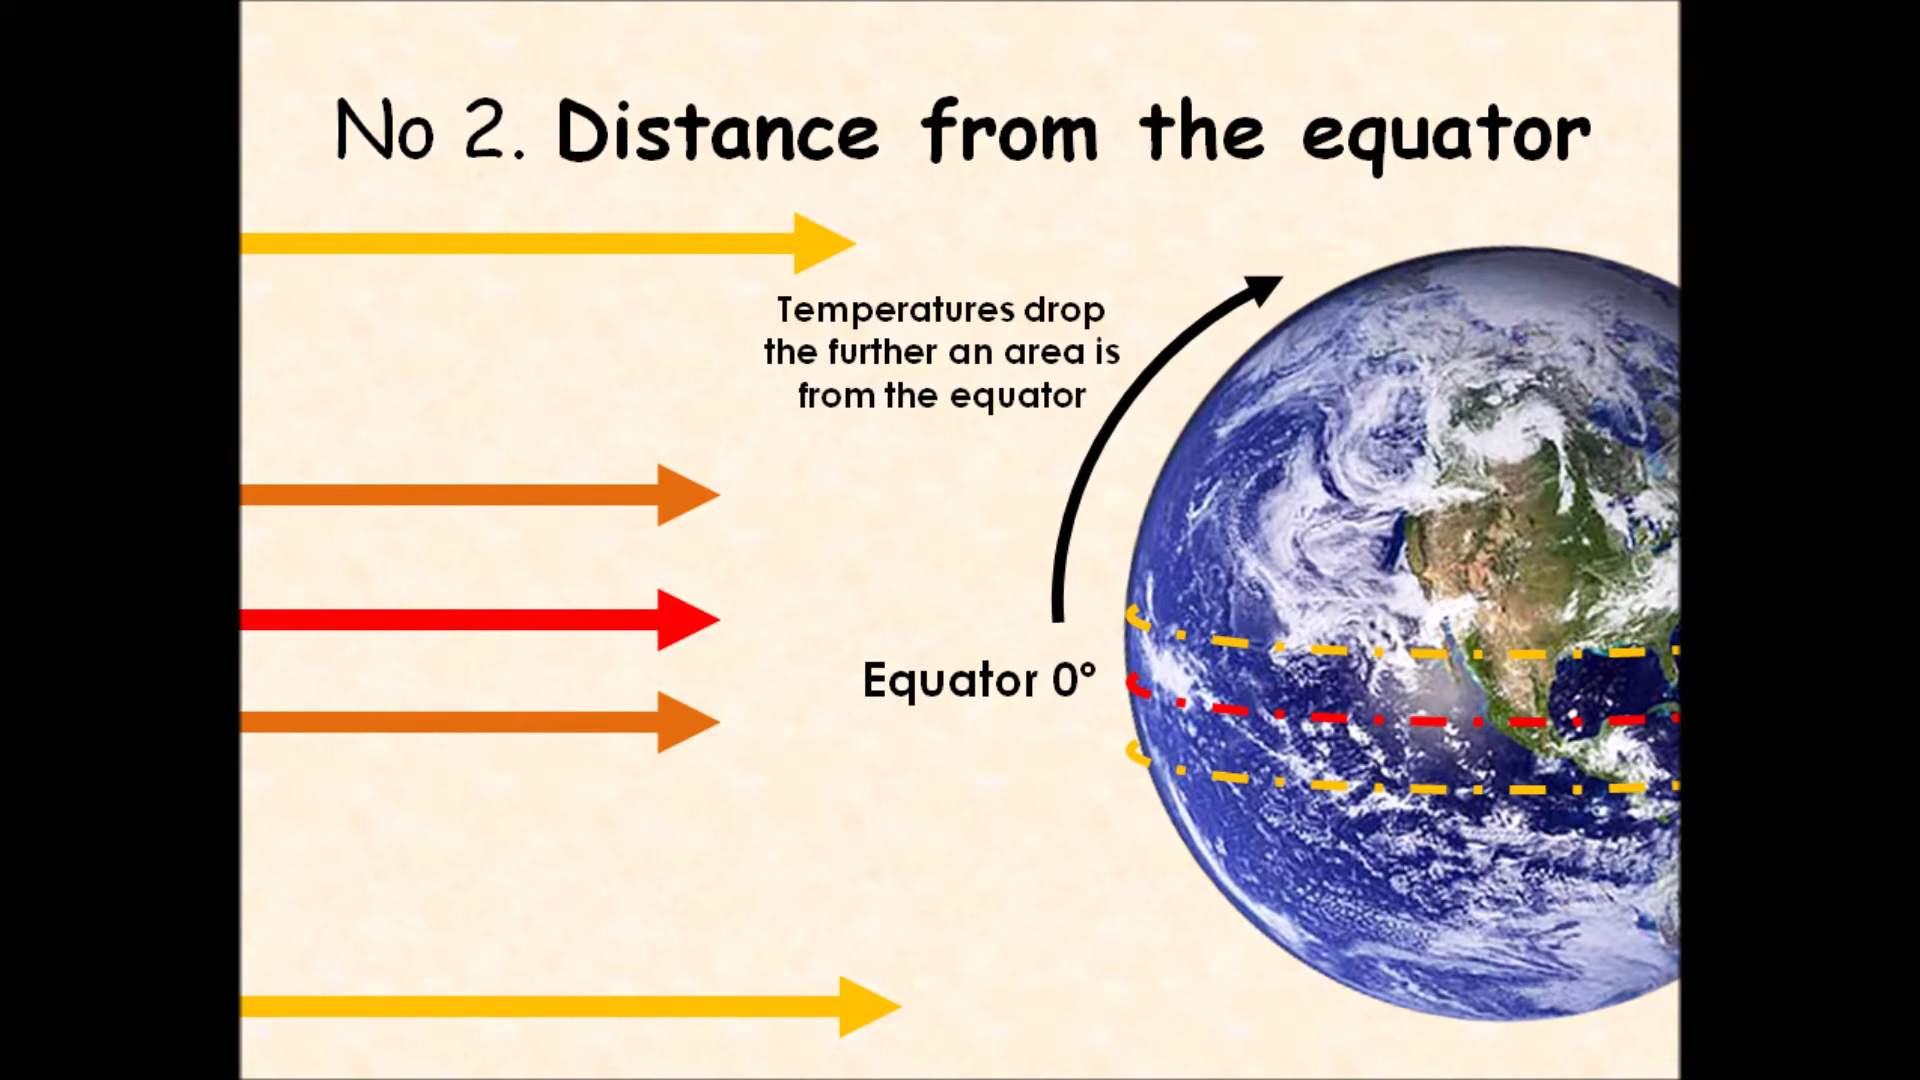 No 2. Distance from the equator
Temperatures drop
the further an area is
from the equator
Equator 0°